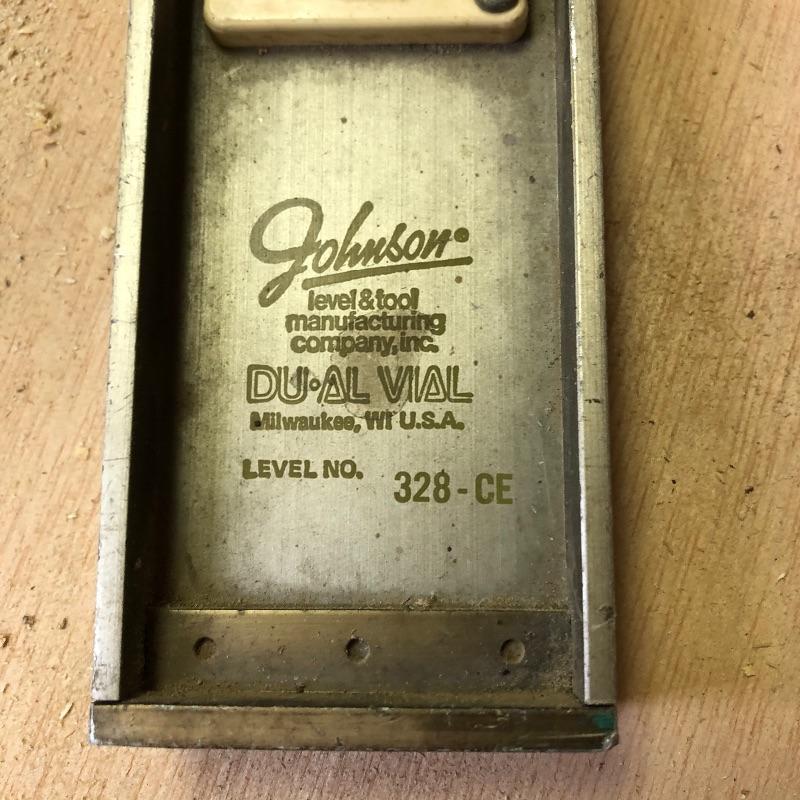 Johnson
level & tool
manufacturing
company, inc.
DU·AL VIAL
Milwaukee, WI U.S.A.
LEVEL NO. 328-CE